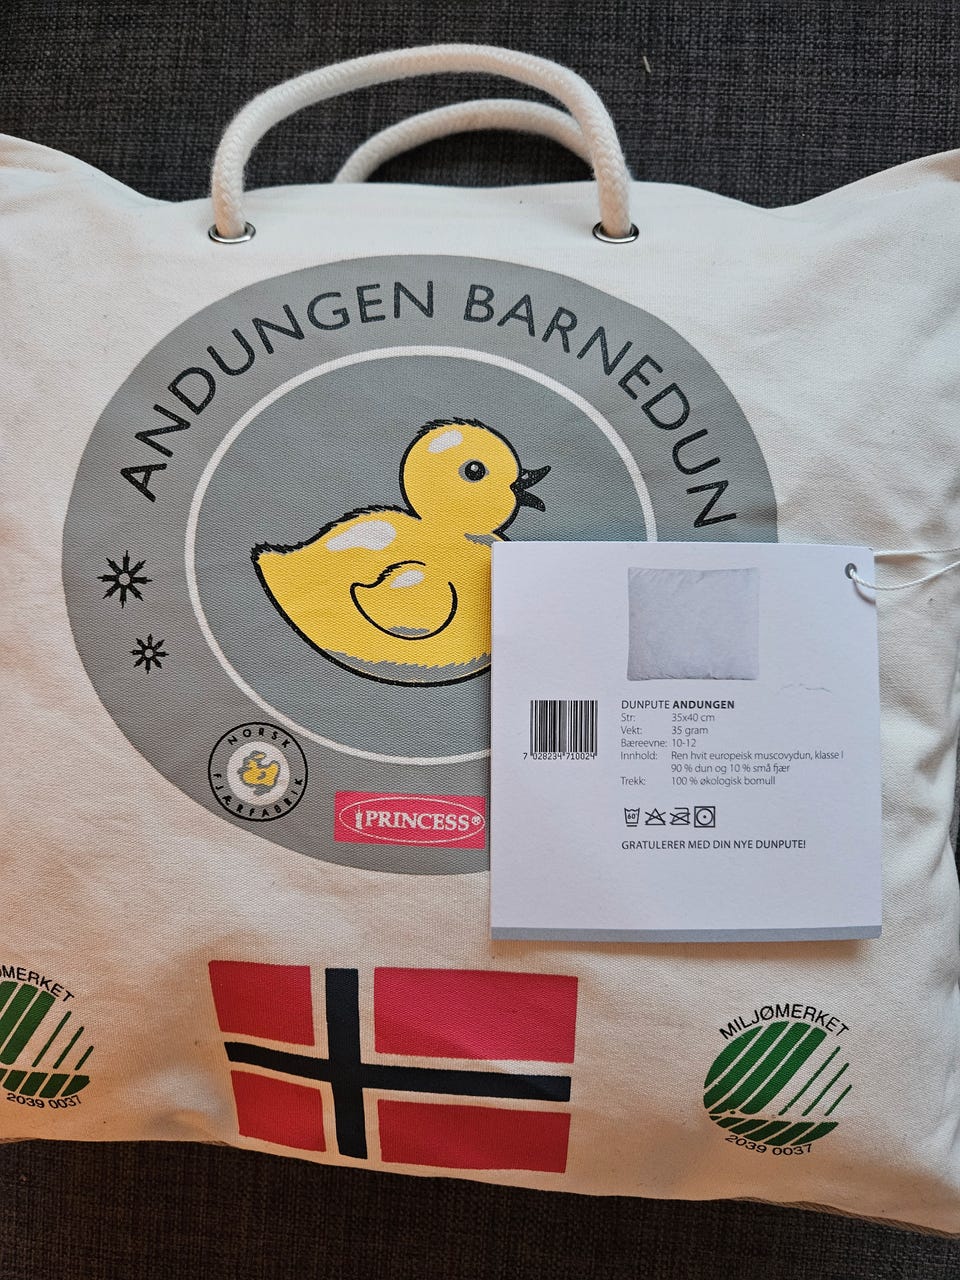 ANDUNGEN BARNEDUN
NORSK
FJÆRFABRIK
PRINCESS®
DUNPUTE ANDUNGEN
Str: 35x40 cm
Vekt: 35 gram
Bæreevne: 10-12
Innhold: Ren hvit europeisk muscovydun, klasse I
90 % dun og 10 % små fjær
Trekk: 100 % økologisk bomull
7 028234 710024
60°
GRATULERER MED DIN NYE DUNPUTE!
MERKET
2039 0037
MILJØMERKET
2039 0037